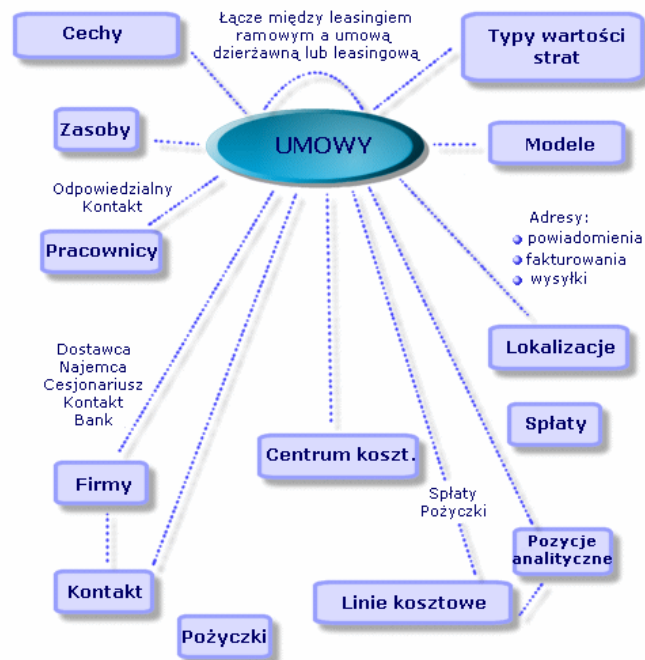 Cechy
Łącze między leasingiem
ramowym a umową
dzierżawną lub leasingową
Typy wartości
strat
Zasoby
UMOWY
Modele
Odpowiedzialny
Kontakt
Pracownicy
Adresy:
powiadomienia
fakturowania
wysyłki
Lokalizacje
Dostawca
Najemca
Cesjonariusz
Kontakt
Bank
Spłaty
Centrum koszt.
Firmy
Spłaty
Pożyczki
Pozycje
analityczne
Kontakt
Linie kosztowe
Pożyczki